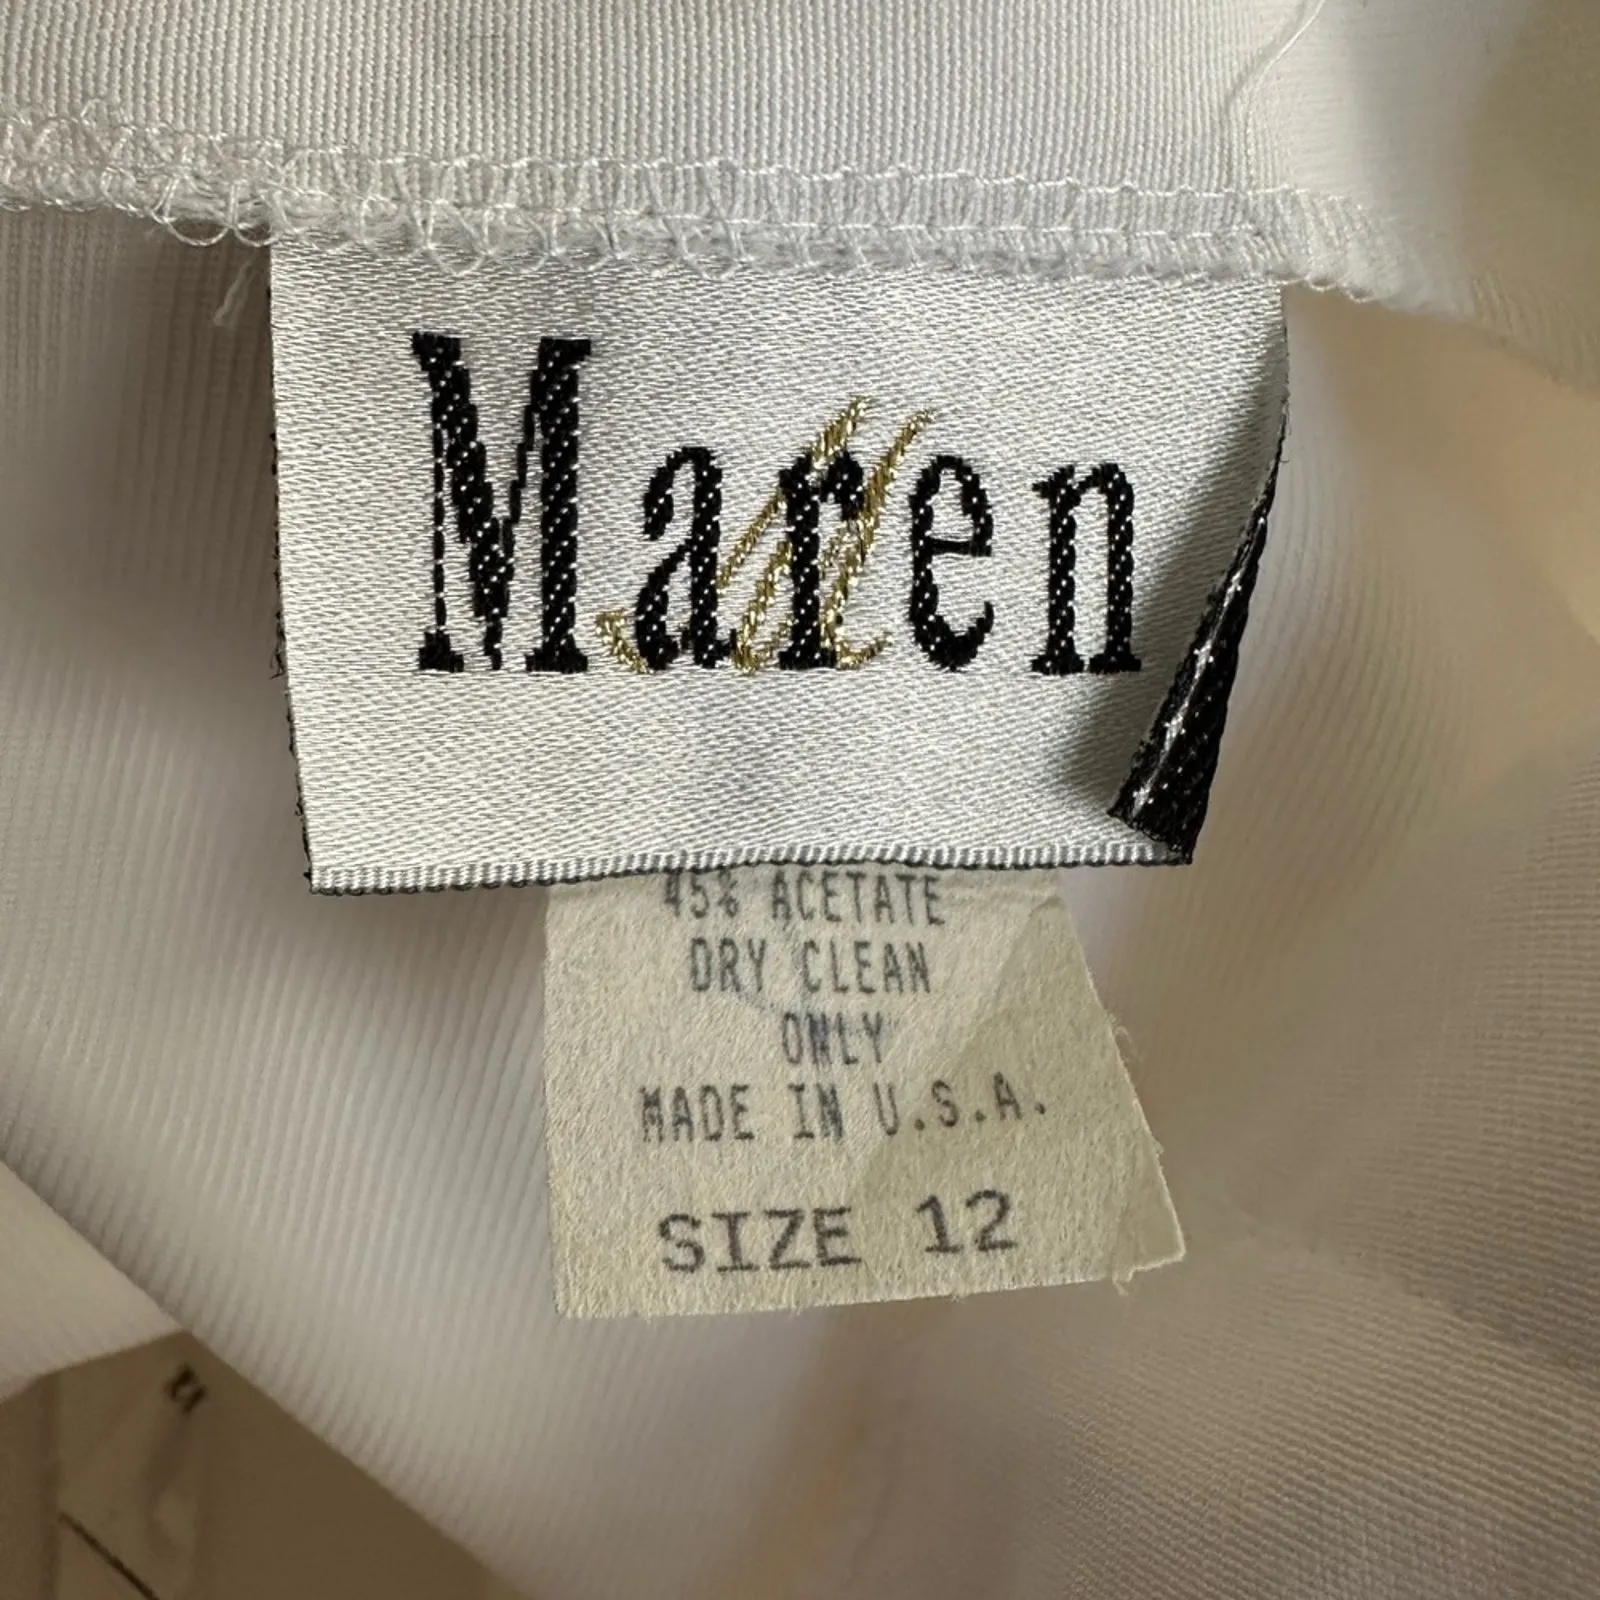 Maren
M
45% ACETATE
DRY CLEAN
ONLY
MADE IN U.S.A.
SIZE 12